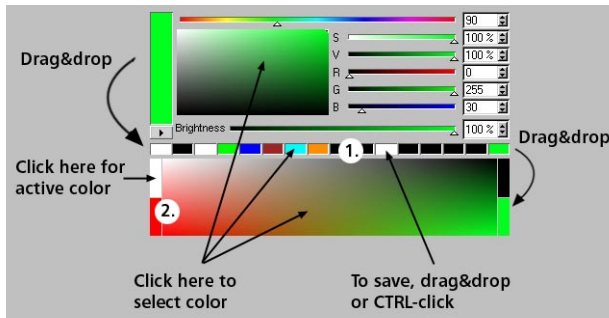 90
S 100 %
Drag&drop
V 100 %
R 0
G 255
B 30
Brightness 100 %
Drag&drop
1.
Click here for
active color
2.
Click here to
select color
To save, drag&drop
or CTRL-click